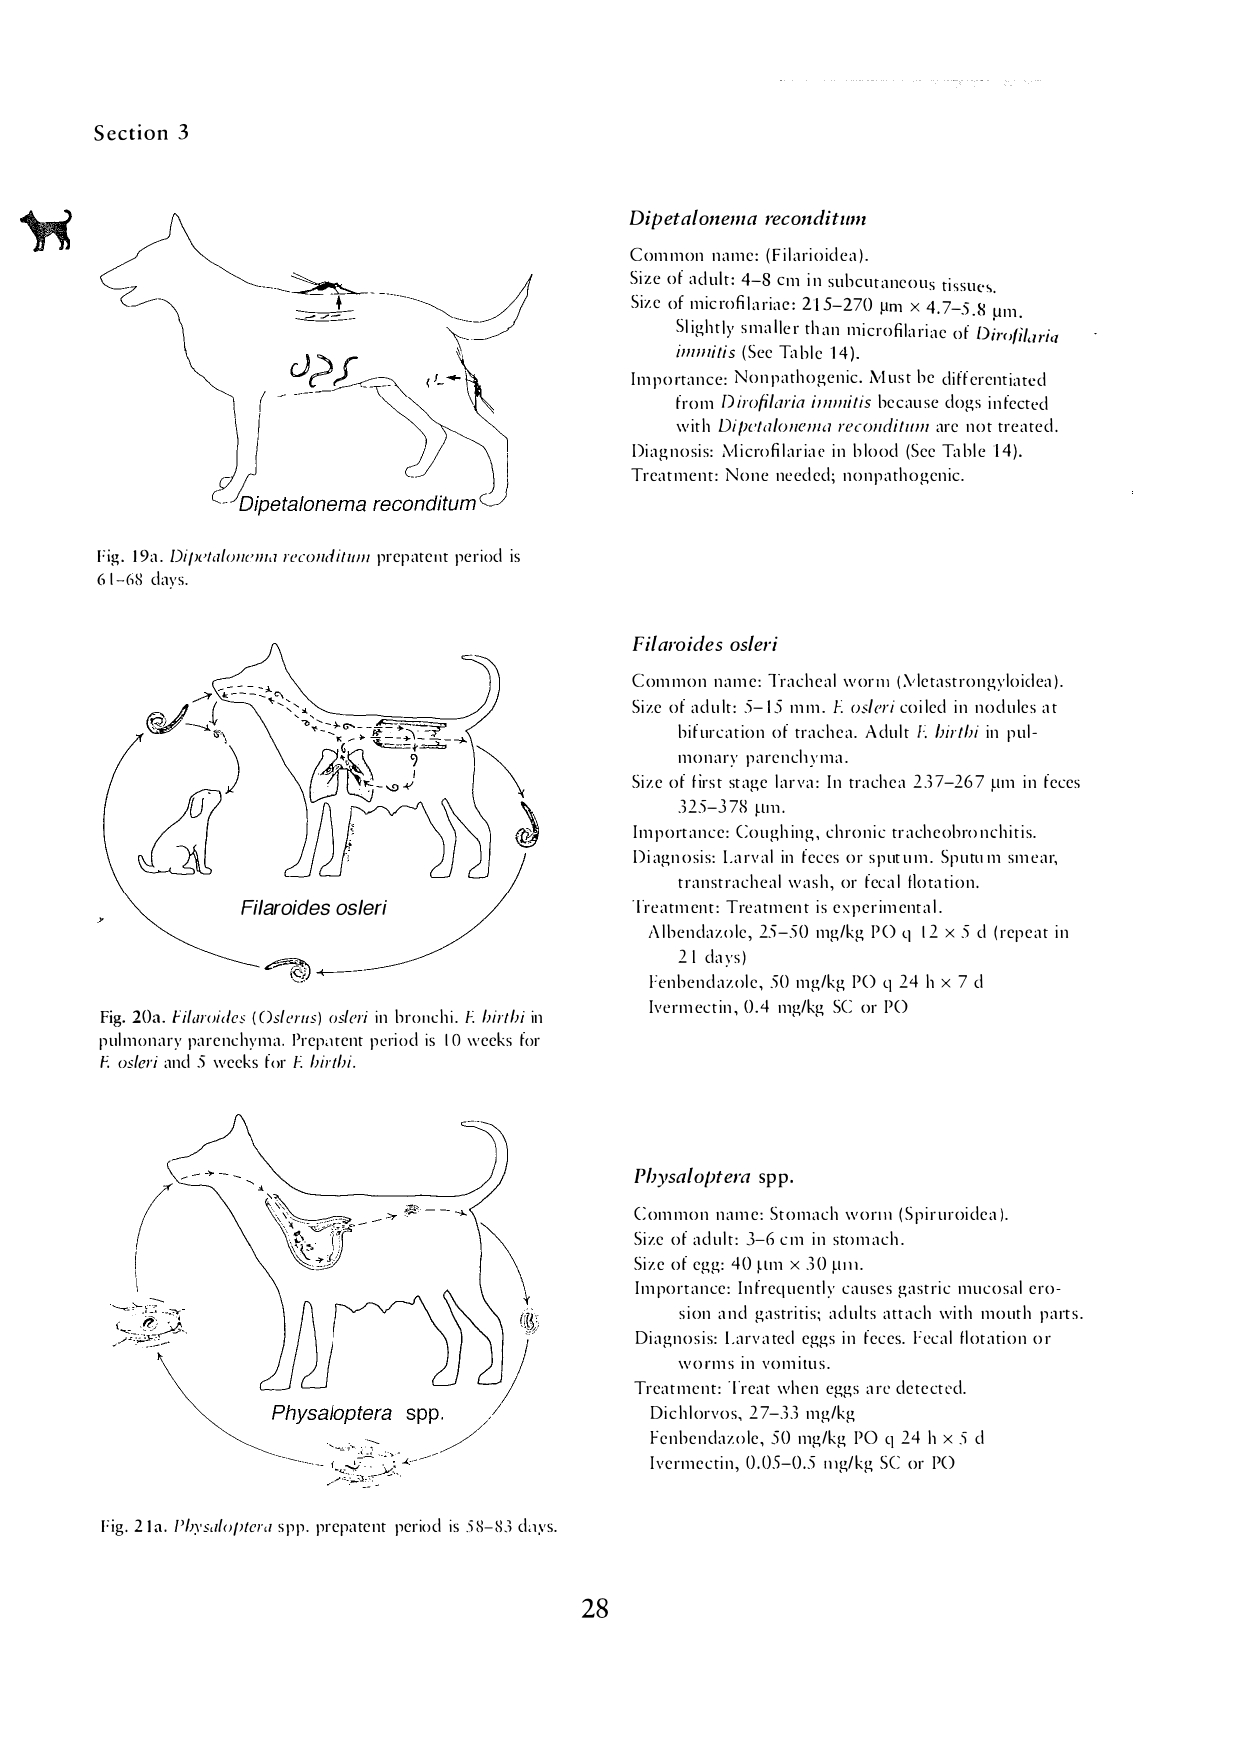 Section 3
Dipetalonema reconditum
Fig. 19a. Dipetalonema reconditum prepatent period is
61–68 days.
Dipetalonema reconditum
Common name: (Filarioidea).
Size of adult: 4–8 cm in subcutaneous tissues.
Size of microfilariae: 215–270 µm × 4.7–5.8 µm.
Slightly smaller than microfilariae of Dirofilaria
immitis (See Table 14).
Importance: Nonpathogenic. Must be differentiated
from Dirofilaria immitis because dogs infected
with Dipetalonema reconditum are not treated.
Diagnosis: Microfilariae in blood (See Table 14).
Treatment: None needed; nonpathogenic.
Filaroides osleri
Fig. 20a. Filaroides (Oslerus) osleri in bronchi. F. hirthi in
pulmonary parenchyma. Prepatent period is 10 weeks for
F. osleri and 5 weeks for F. hirthi.
Filaroides osleri
Common name: Tracheal worm (Metastrongyloidea).
Size of adult: 5–15 mm. F. osleri coiled in nodules at
bifurcation of trachea. Adult F. hirthi in pul-
monary parenchyma.
Size of first stage larva: In trachea 237–267 µm in feces
325–378 µm.
Importance: Coughing, chronic tracheobronchitis.
Diagnosis: Larval in feces or sputum. Sputum smear,
transtracheal wash, or fecal flotation.
Treatment: Treatment is experimental.
Albendazole, 25–50 mg/kg PO q 12 × 5 d (repeat in
21 days)
Fenbendazole, 50 mg/kg PO q 24 h × 7 d
Ivermectin, 0.4 mg/kg SC or PO
Physaloptera spp.
Fig. 21a. Physaloptera spp. prepatent period is 58–83 days.
Physaloptera spp.
Common name: Stomach worm (Spiruroidea).
Size of adult: 3–6 cm in stomach.
Size of egg: 40 µm × 30 µm.
Importance: Infrequently causes gastric mucosal ero-
sion and gastritis; adults attach with mouth parts.
Diagnosis: Larvated eggs in feces. Fecal flotation or
worms in vomitus.
Treatment: Treat when eggs are detected.
Dichlorvos, 27–33 mg/kg
Fenbendazole, 50 mg/kg PO q 24 h × 5 d
Ivermectin, 0.05–0.5 mg/kg SC or PO
28